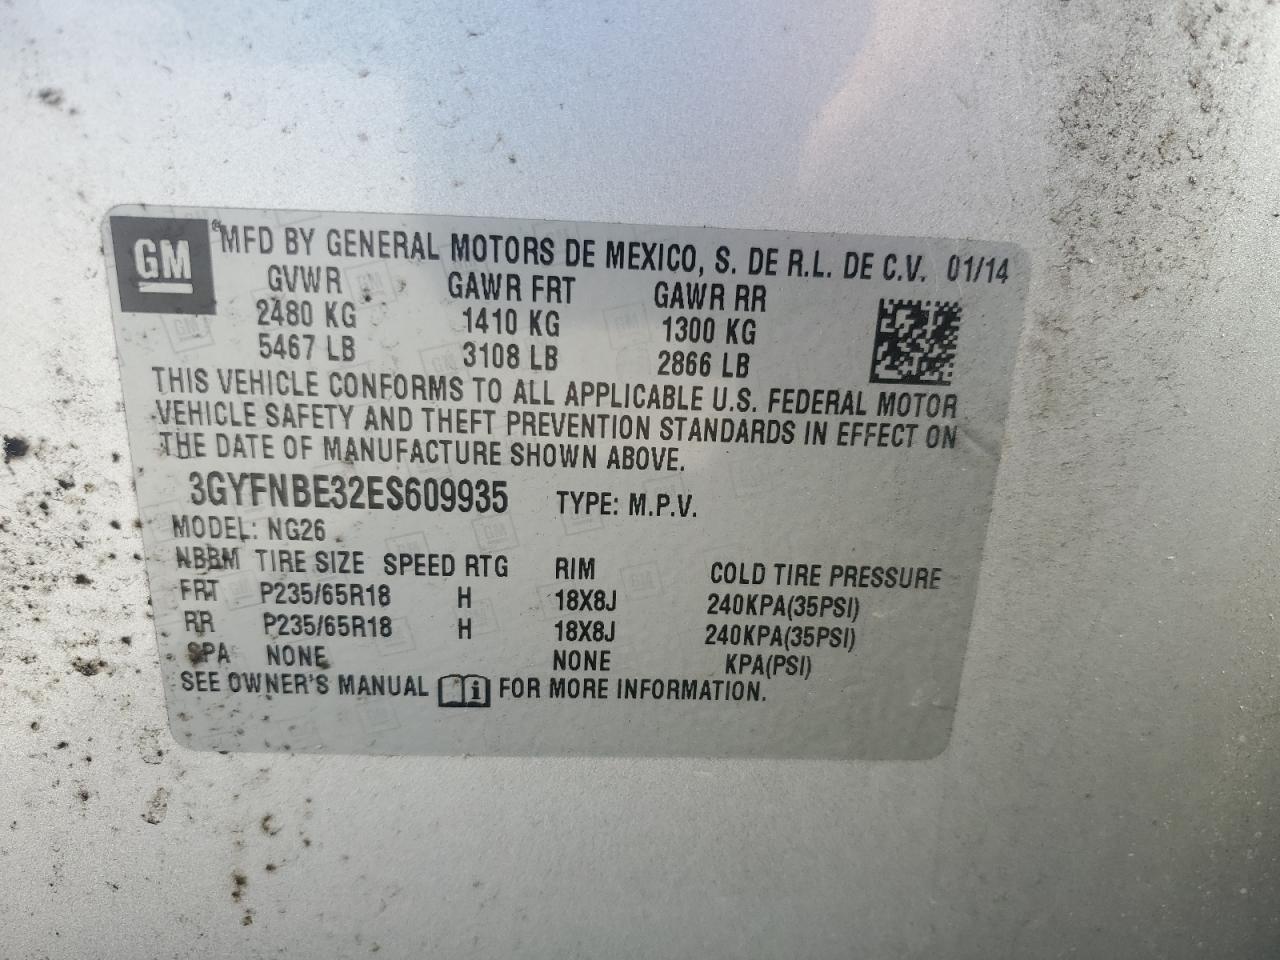 GM
MFD BY GENERAL MOTORS DE MEXICO, S. DE R.L. DE C.V. 01/14
GVWR GAWR FRT GAWR RR
2480 KG 1410 KG 1300 KG
5467 LB 3108 LB 2866 LB
THIS VEHICLE CONFORMS TO ALL APPLICABLE U.S. FEDERAL MOTOR
VEHICLE SAFETY AND THEFT PREVENTION STANDARDS IN EFFECT ON
THE DATE OF MANUFACTURE SHOWN ABOVE.
3GYFNBE32ES609935 TYPE: M.P.V.
MODEL: NG26
NBBM TIRE SIZE SPEED RTG RIM COLD TIRE PRESSURE
FRT P235/65R18 H 18X8J 240KPA(35PSI)
RR P235/65R18 H 18X8J 240KPA(35PSI)
SPA NONE NONE KPA(PSI)
SEE OWNER'S MANUAL i FOR MORE INFORMATION.